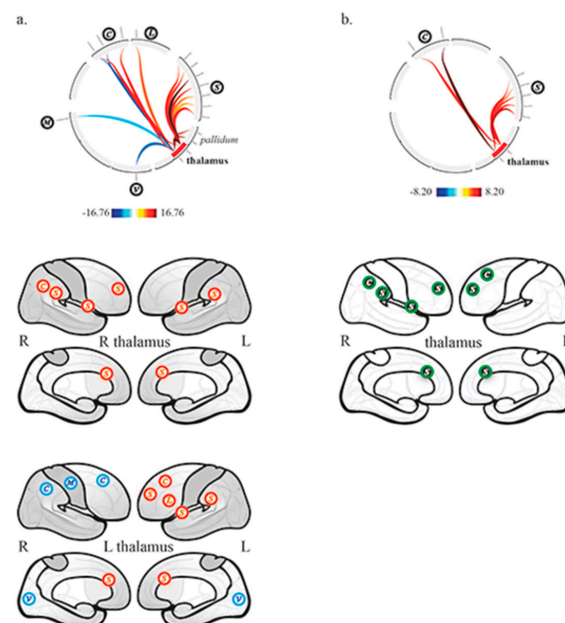 a.
C L
S
M
pallidum
thalamus
V
-16.76 16.76
C S S S
S S
R R thalamus L
S S
C M C
C S L S S
R L thalamus L
V S S V
b.
C
S
thalamus
-8.20 8.20
C S S S
C S
R thalamus
S S